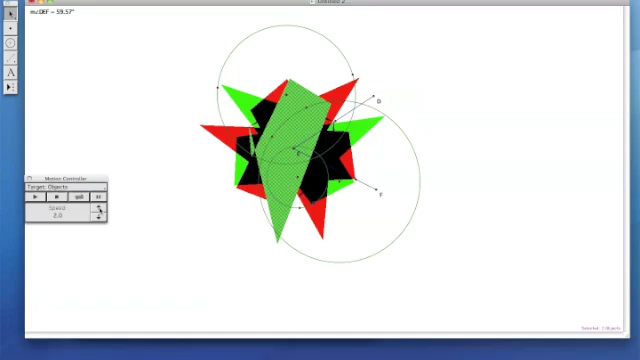 Untitled 2
m∠DEF = 59.57°
A
D
E
F
Motion Controller
Target: Objects
Speed
2.0